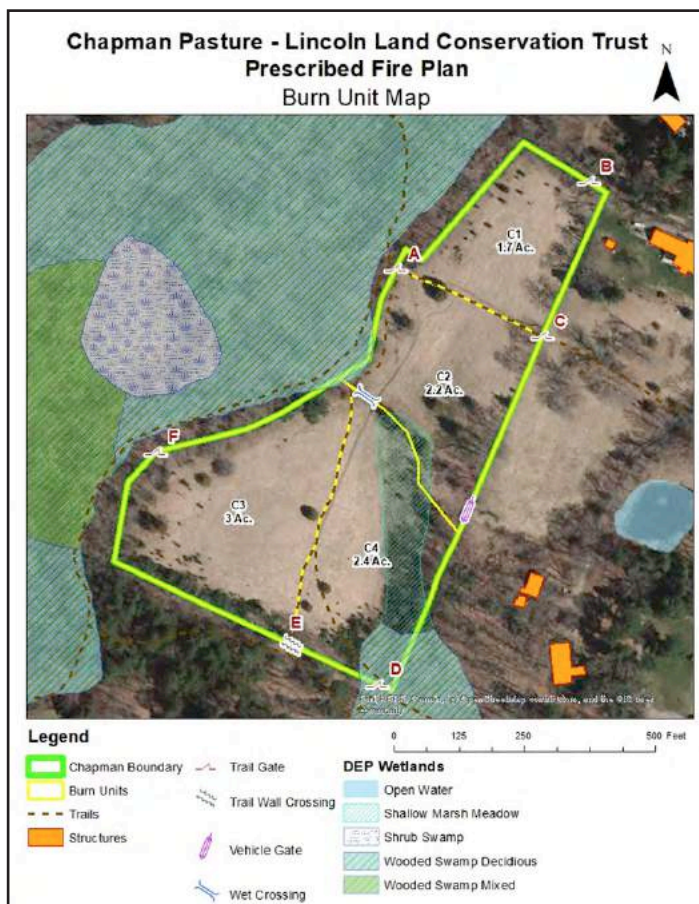 Chapman Pasture - Lincoln Land Conservation Trust
Prescribed Fire Plan
Burn Unit Map
N
B
C1
1.7 Ac.
A
C
C2
2.2 Ac.
F
C3
3 Ac.
C4
2.4 Ac.
E
D
Legend
Chapman Boundary
Burn Units
Trails
Structures
Trail Gate
Trail Wall Crossing
Vehicle Gate
Wet Crossing
0 125 250 500 Feet
DEP Wetlands
Open Water
Shallow Marsh Meadow
Shrub Swamp
Wooded Swamp Decidious
Wooded Swamp Mixed